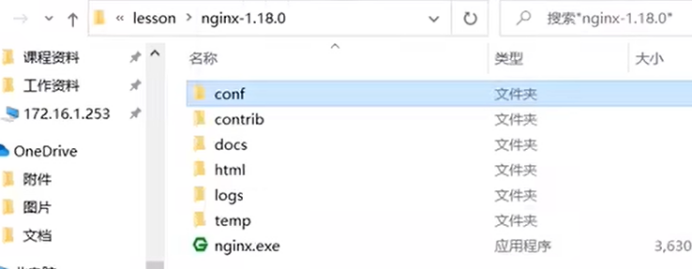 « lesson > nginx-1.18.0
搜索"nginx-1.18.0"
课程资料
工作资料
172.16.1.253
OneDrive
附件
图片
文档
名称 类型 大小
conf 文件夹
contrib 文件夹
docs 文件夹
html 文件夹
logs 文件夹
temp 文件夹
nginx.exe 应用程序 3,630